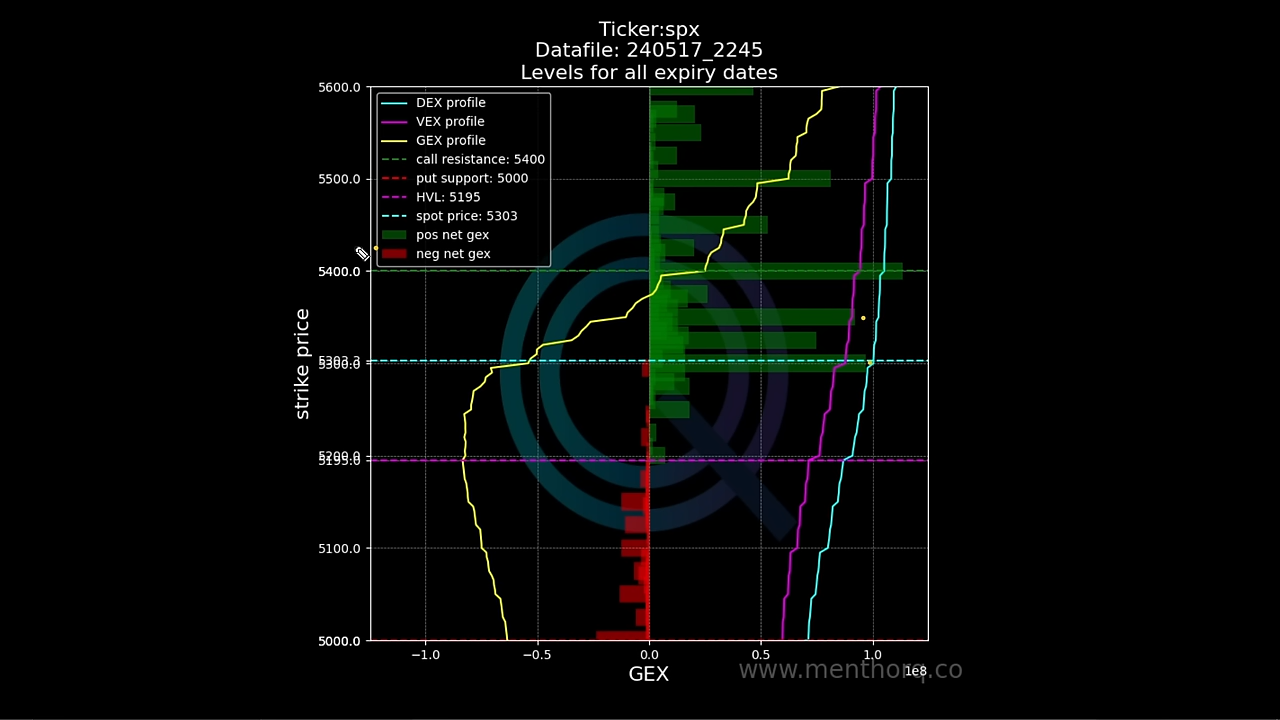 Ticker:spx
Datafile: 240517_2245
Levels for all expiry dates
DEX profile
VEX profile
GEX profile
call resistance: 5400
put support: 5000
HVL: 5195
spot price: 5303
pos net gex
neg net gex
strike price
5600.0
5500.0
5400.0
5200.0
5195.0
5100.0
5000.0
−1.0
−0.5
0.0
0.5
1.0
1e8
GEX
www.menthorq.co